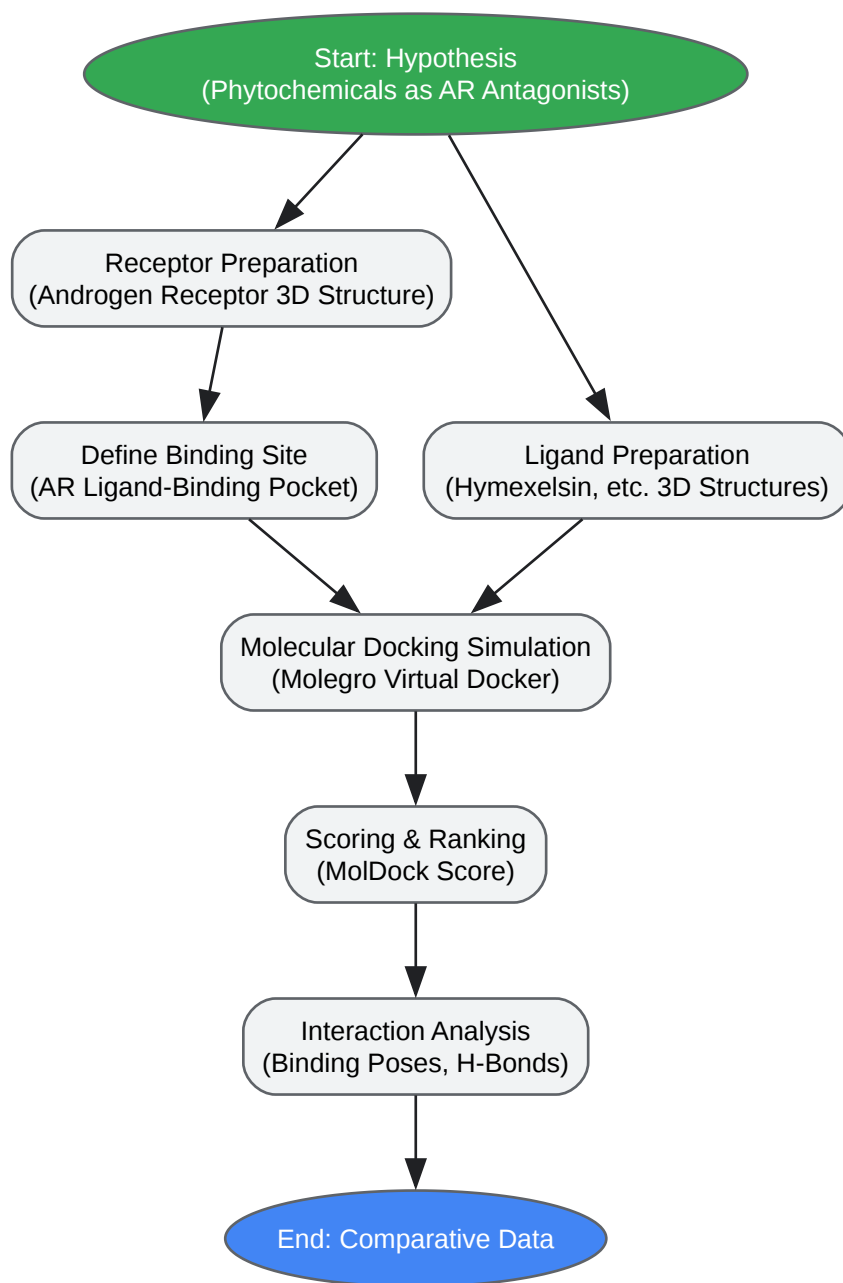 Start: Hypothesis
(Phytochemicals as AR Antagonists)
Receptor Preparation
(Androgen Receptor 3D Structure)
Define Binding Site
(AR Ligand-Binding Pocket)
Ligand Preparation
(Hymexelsin, etc. 3D Structures)
Molecular Docking Simulation
(Molegro Virtual Docker)
Scoring & Ranking
(MolDock Score)
Interaction Analysis
(Binding Poses, H-Bonds)
End: Comparative Data